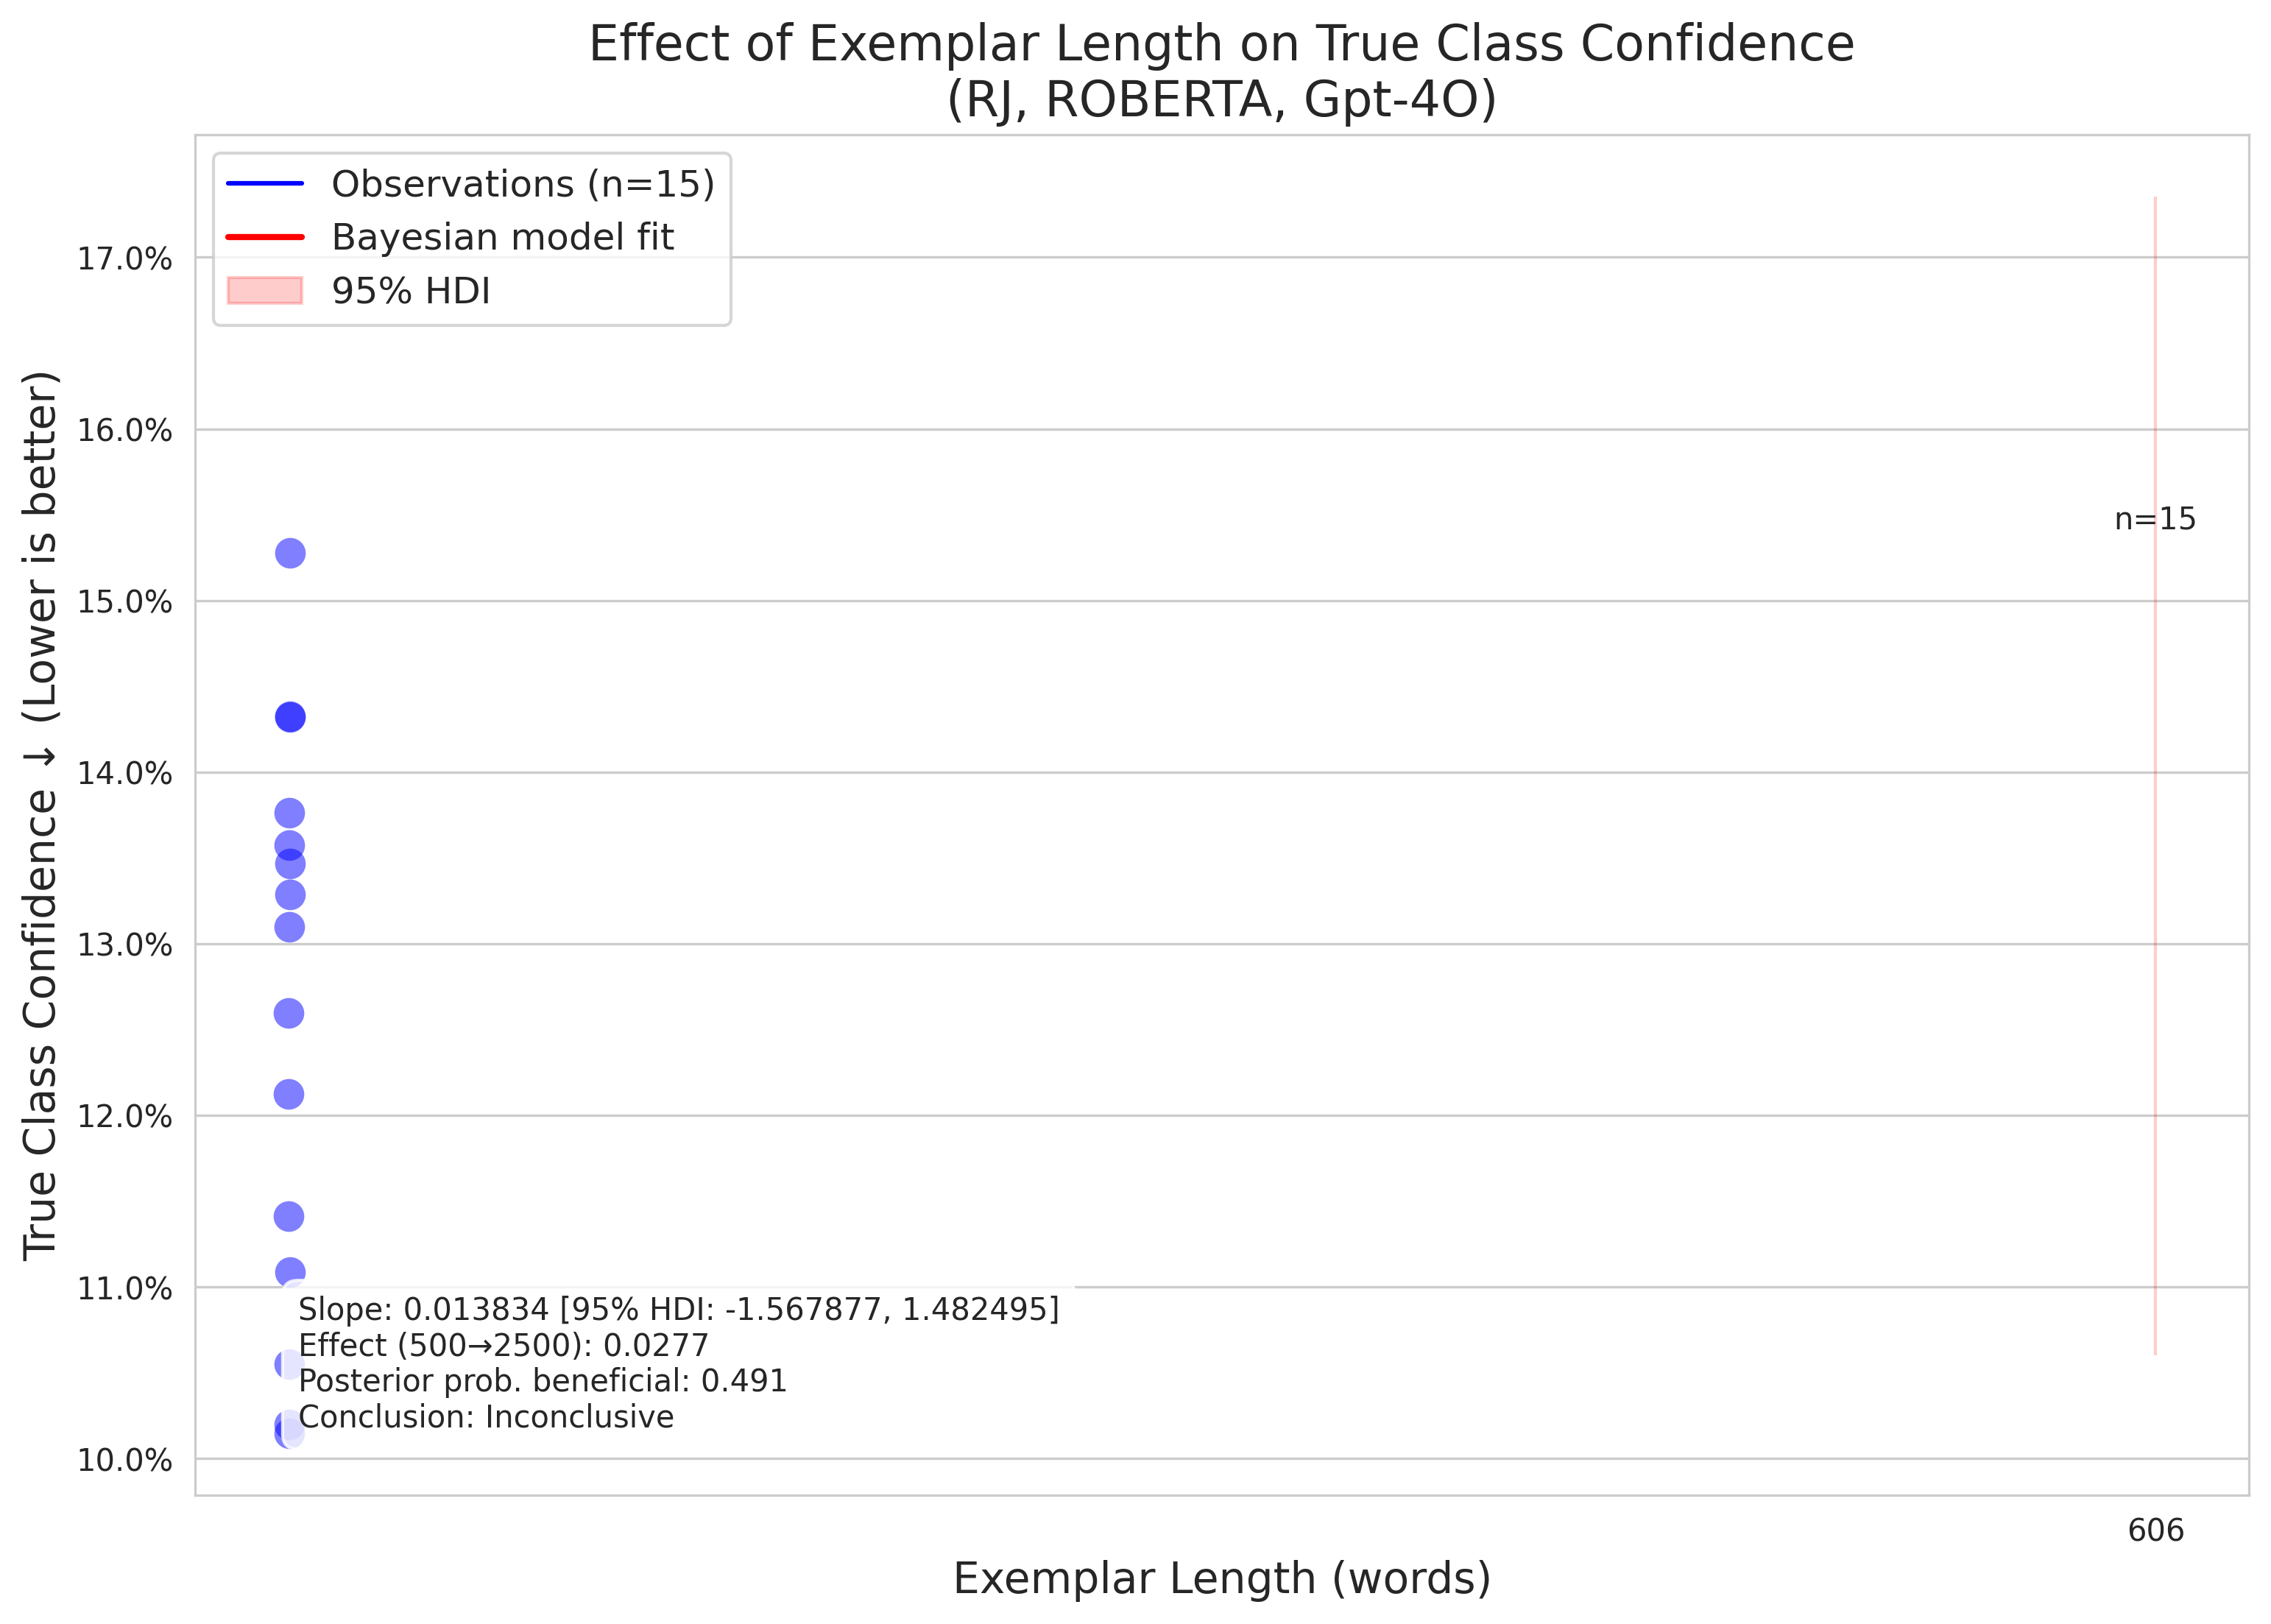 Effect of Exemplar Length on True Class Confidence
(RJ, ROBERTA, Gpt-4O)
Observations (n=15)
Bayesian model fit
95% HDI
True Class Confidence ↓ (Lower is better)
17.0%
16.0%
15.0%
14.0%
13.0%
12.0%
11.0%
10.0%
n=15
Slope: 0.013834 [95% HDI: -1.567877, 1.482495]
Effect (500→2500): 0.0277
Posterior prob. beneficial: 0.491
Conclusion: Inconclusive
606
Exemplar Length (words)